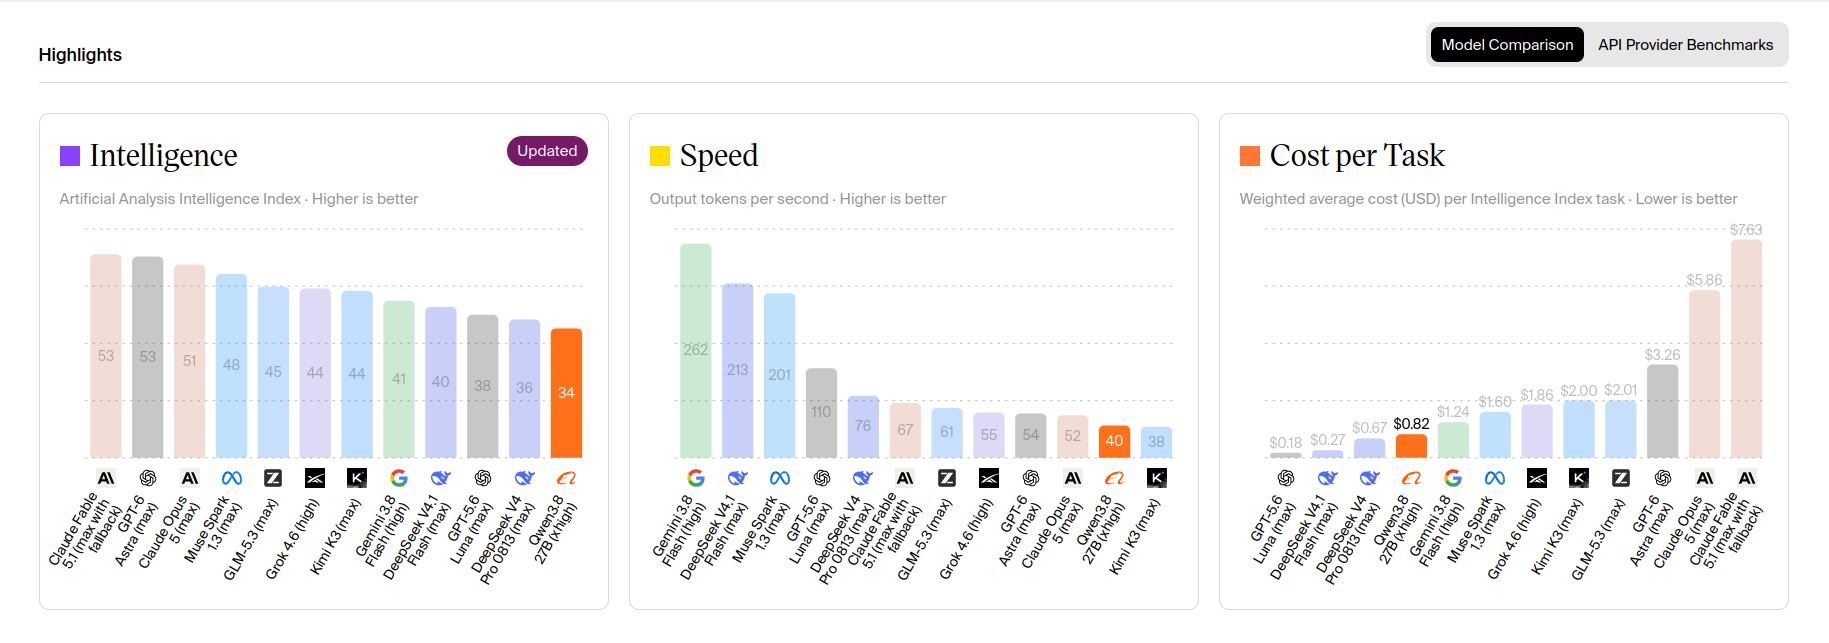 Highlights
Model Comparison
API Provider Benchmarks
Intelligence
Updated
Artificial Analysis Intelligence Index · Higher is better
53
53
51
48
45
44
44
41
40
38
36
34
Claude Fable
5.1 (max with
fallback)
GPT-6
Astra (max)
Claude Opus
5 (max)
Muse Spark
1.3 (max)
GLM-5.3 (max)
Grok 4.6 (high)
Kimi K3 (max)
Gemini 3.8
Flash (high)
DeepSeek V4.1
Flash (max)
GPT-5.6
Luna (max)
DeepSeek V4
Pro 0813 (max)
Qwen3.8
27B (xhigh)
Speed
Output tokens per second · Higher is better
262
213
201
110
76
67
61
55
54
52
40
38
Gemini 3.8
Flash (high)
DeepSeek V4.1
Flash (max)
Muse Spark
1.3 (max)
GPT-5.6
Luna (max)
DeepSeek V4
Pro 0813 (max)
Claude Fable
5.1 (max with
fallback)
GLM-5.3 (max)
Grok 4.6 (high)
GPT-6
Astra (max)
Claude Opus
5 (max)
Qwen3.8
27B (xhigh)
Kimi K3 (max)
Cost per Task
Weighted average cost (USD) per Intelligence Index task · Lower is better
$0.18
$0.27
$0.67
$0.82
$1.24
$1.60
$1.86
$2.00
$2.01
$3.26
$5.86
$7.63
GPT-5.6
Luna (max)
DeepSeek V4.1
Flash (max)
DeepSeek V4
Pro 0813 (max)
Qwen3.8
27B (xhigh)
Gemini 3.8
Flash (high)
Muse Spark
1.3 (max)
Grok 4.6 (high)
Kimi K3 (max)
GLM-5.3 (max)
GPT-6
Astra (max)
Claude Opus
5 (max)
Claude Fable
5.1 (max with
fallback)